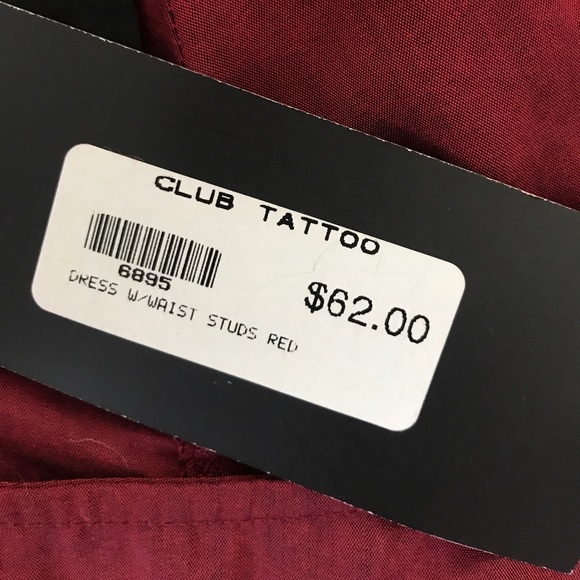 CLUB TATTOO
6895
$62.00
DRESS W/WAIST STUDS RED